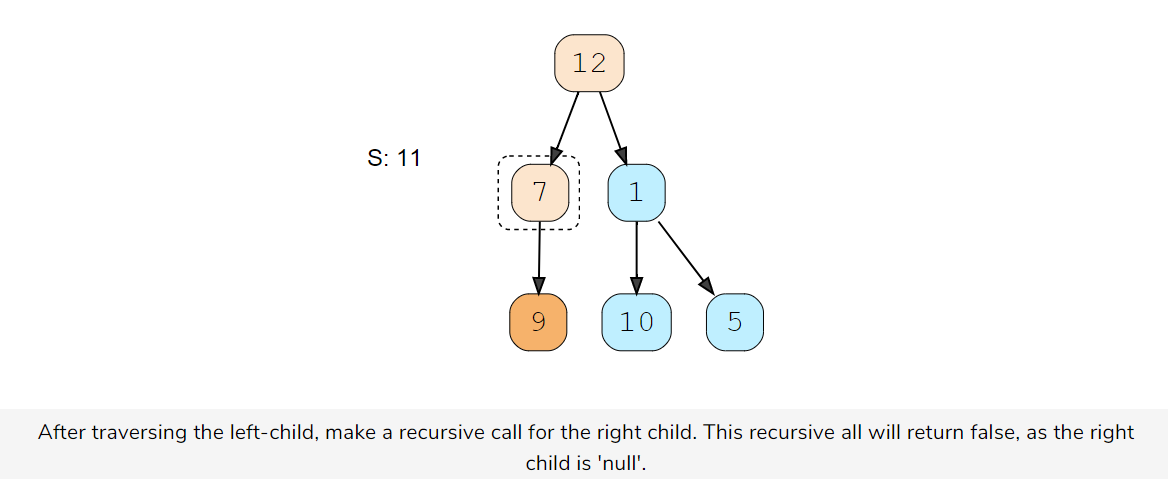 12
S: 11
7
1
9
10
5
After traversing the left-child, make a recursive call for the right child. This recursive all will return false, as the right
child is 'null'.